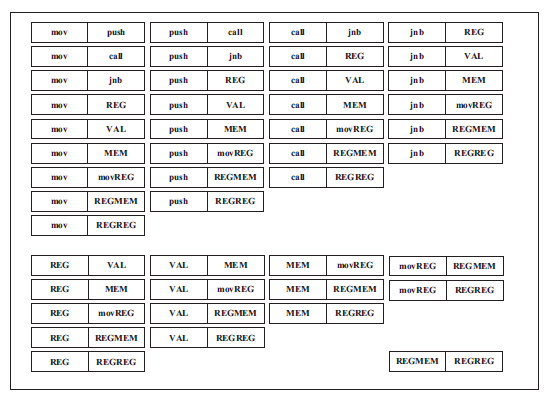 mov push push call call jnb jnb REG
mov call push jnb call REG jnb VAL
mov jnb push REG call VAL jnb MEM
mov REG push VAL call MEM jnb movREG
mov VAL push MEM call movREG jnb REGMEM
mov MEM push movREG call REGMEM jnb REGREG
mov movREG push REGMEM call REGREG
mov REGMEM push REGREG
mov REGREG
REG VAL VAL MEM MEM movREG movREG REGMEM
REG MEM VAL movREG MEM REGMEM movREG REGREG
REG movREG VAL REGMEM MEM REGREG
REG REGMEM VAL REGREG
REG REGREG REGMEM REGREG